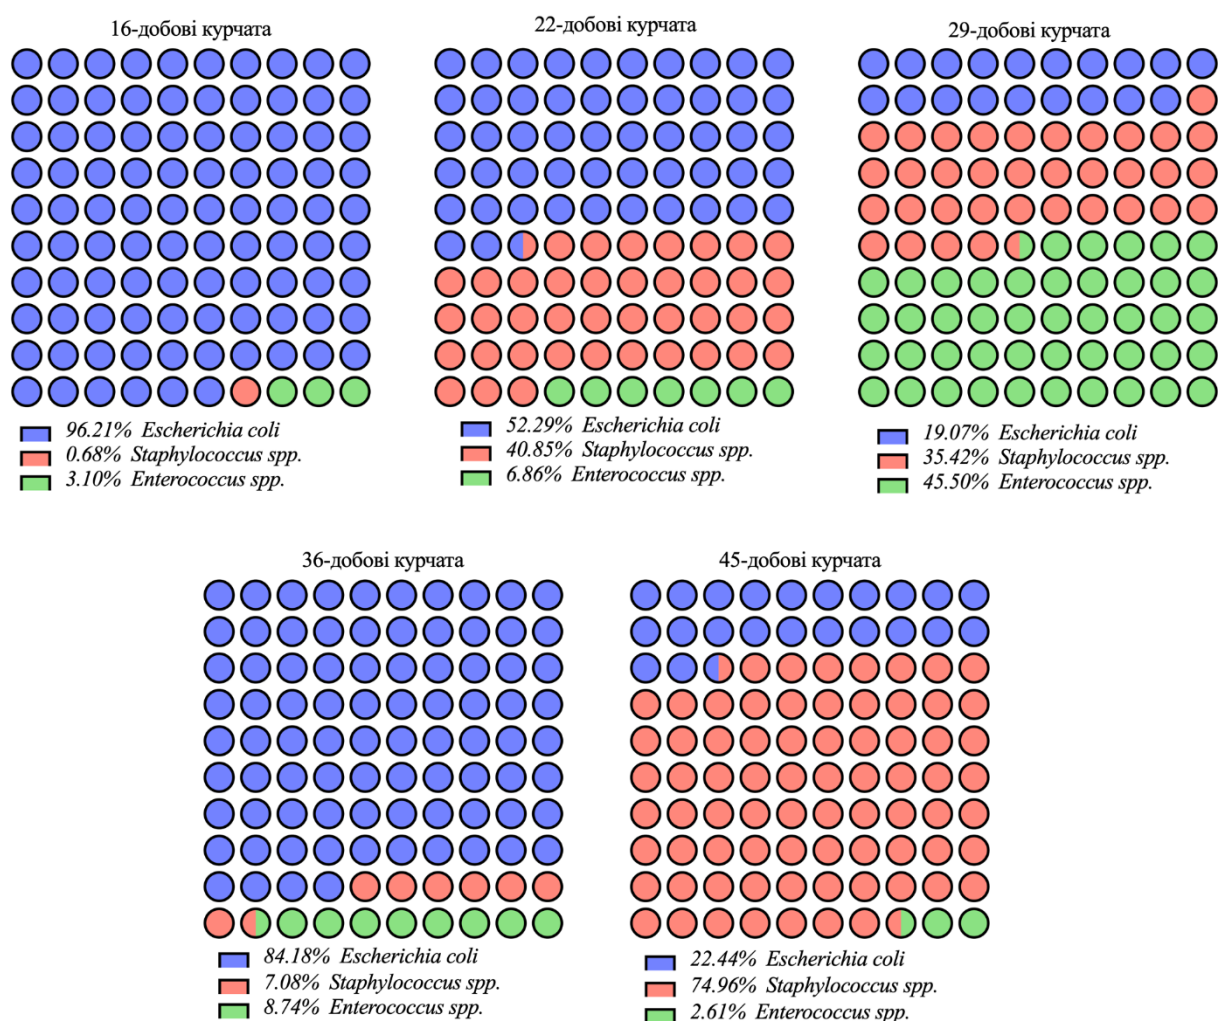 16-добові курчата
96.21% Escherichia coli
0.68% Staphylococcus spp.
3.10% Enterococcus spp.
22-добові курчата
52.29% Escherichia coli
40.85% Staphylococcus spp.
6.86% Enterococcus spp.
29-добові курчата
19.07% Escherichia coli
35.42% Staphylococcus spp.
45.50% Enterococcus spp.
36-добові курчата
84.18% Escherichia coli
7.08% Staphylococcus spp.
8.74% Enterococcus spp.
45-добові курчата
22.44% Escherichia coli
74.96% Staphylococcus spp.
2.61% Enterococcus spp.